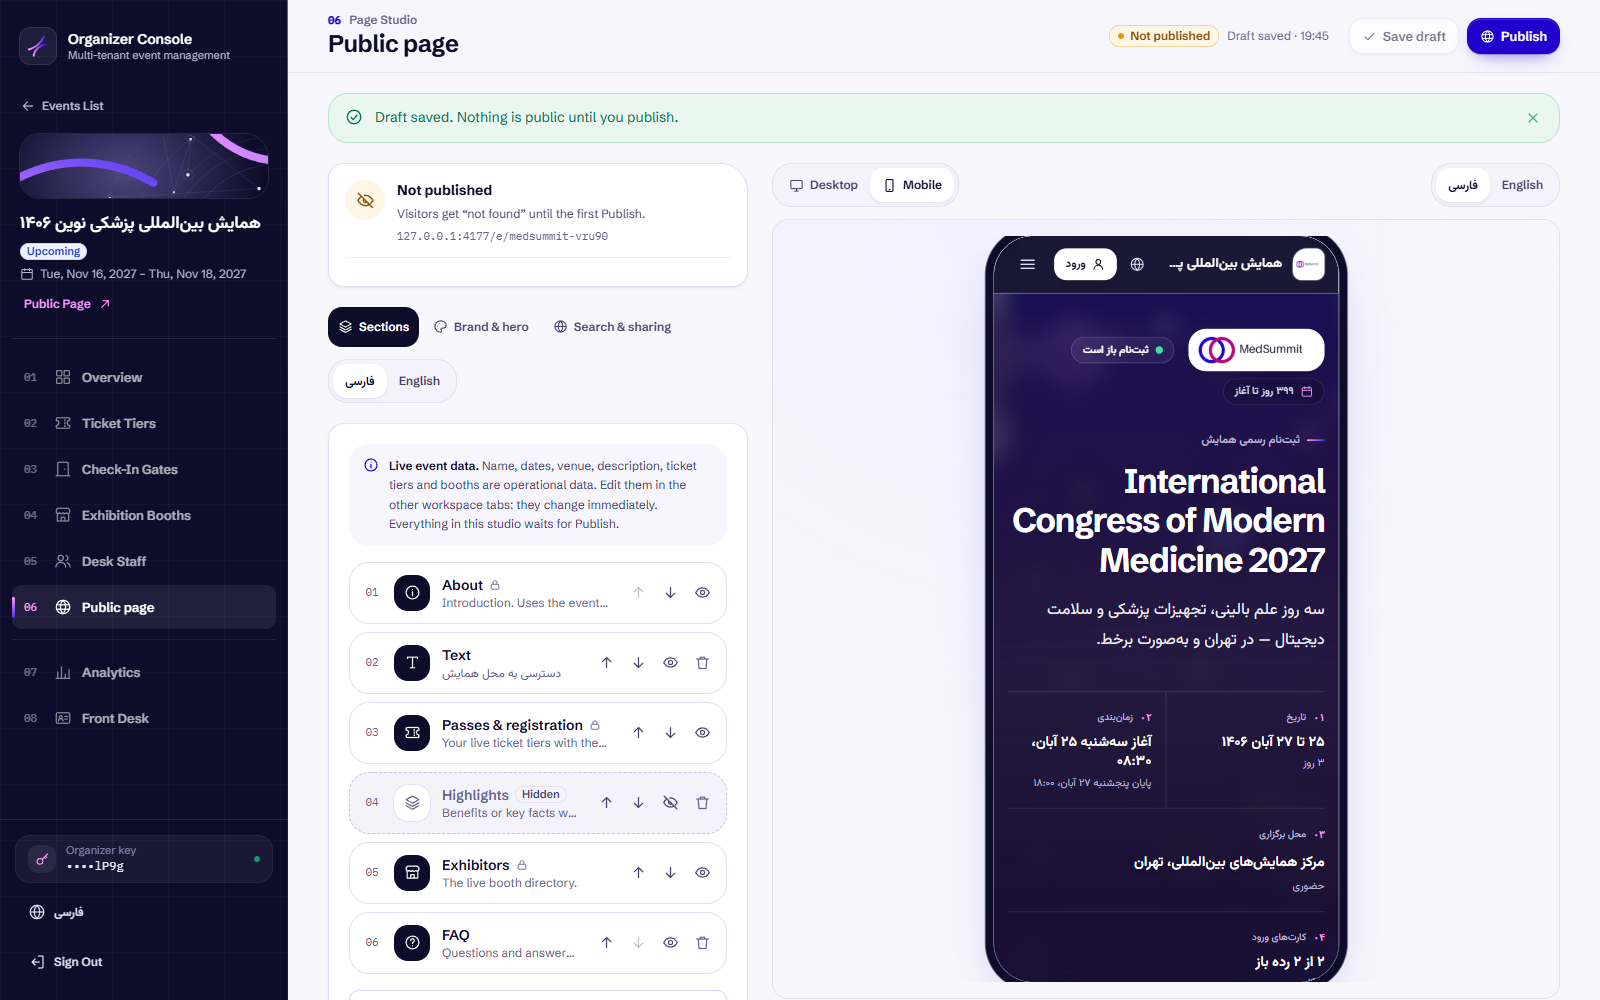 Organizer Console
Multi-tenant event management
Events List
همایش بین‌المللی پزشکی نوین ۱۴۰۶
Upcoming
Tue, Nov 16, 2027 – Thu, Nov 18, 2027
Public Page
01 Overview
02 Ticket Tiers
03 Check-In Gates
04 Exhibition Booths
05 Desk Staff
06 Public page
07 Analytics
08 Front Desk
Organizer key
••••lP9g
فارسی
Sign Out
06 Page Studio
Public page
Not published
Draft saved · 19:45
Save draft
Publish
Draft saved. Nothing is public until you publish.
Not published
Visitors get “not found” until the first Publish.
127.0.0.1:4177/e/medsummit-vru90
Sections
Brand & hero
Search & sharing
فارسی
English
Live event data. Name, dates, venue, description, ticket
tiers and booths are operational data. Edit them in the
other workspace tabs: they change immediately.
Everything in this studio waits for Publish.
01 About
Introduction. Uses the event…
02 Text
دسترسی به محل همایش
03 Passes & registration
Your live ticket tiers with the…
04 Highlights Hidden
Benefits or key facts w…
05 Exhibitors
The live booth directory.
06 FAQ
Questions and answer…
Desktop
Mobile
فارسی
English
همایش بین‌المللی پ…
ورود
MedSummit
ثبت‌نام باز است
۳۹۹ روز تا آغاز
ثبت‌نام رسمی همایش
International
Congress of Modern
Medicine 2027
سه روز علم بالینی، تجهیزات پزشکی و سلامت
دیجیتال — در تهران و به‌صورت برخط.
۰۱ تاریخ
۲۵ تا ۲۷ آبان ۱۴۰۶
۳ روز
۰۲ زمان‌بندی
آغاز سه‌شنبه ۲۵ آبان،
۰۸:۳۰
پایان پنجشنبه ۲۷ آبان، ۱۸:۰۰
۰۳ محل برگزاری
مرکز همایش‌های بین‌المللی، تهران
حضوری
۰۴ کارت‌های ورود
۲ از ۲ رده باز